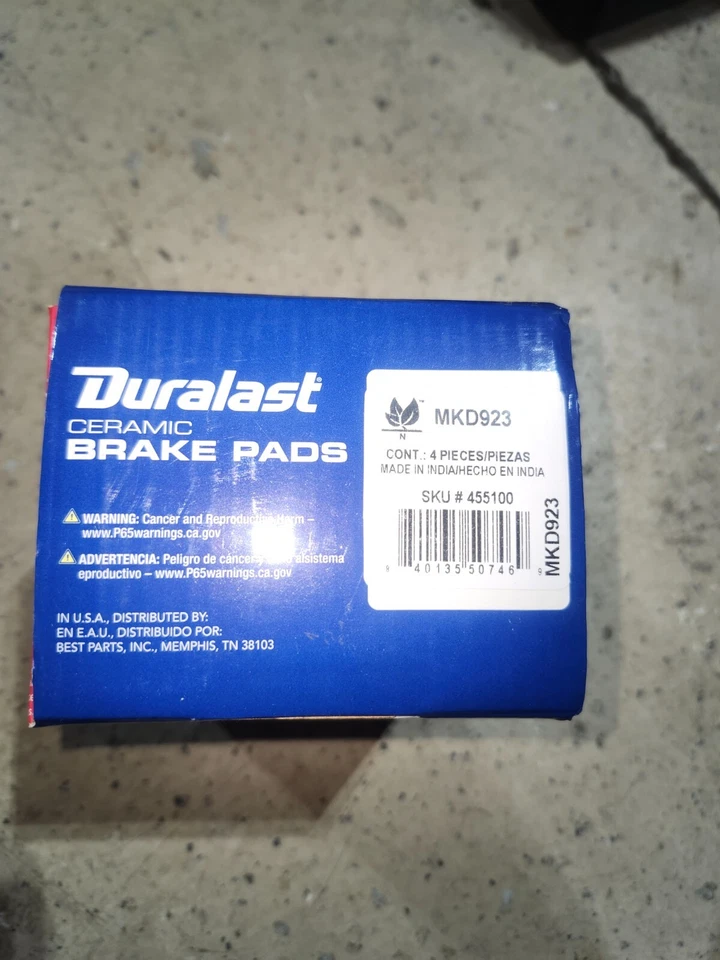 Duralast
CERAMIC
BRAKE PADS
WARNING: Cancer and Reproductive Harm –
www.P65warnings.ca.gov
ADVERTENCIA: Peligro de cáncer y alsistema
eproductivo – www.P65warnings.ca.gov
IN U.S.A., DISTRIBUTED BY:
EN E.A.U., DISTRIBUIDO POR:
BEST PARTS, INC., MEMPHIS, TN 38103
N
MKD923
CONT.: 4 PIECES/PIEZAS
MADE IN INDIA/HECHO EN INDIA
SKU # 455100
9 40135 50746 9
MKD923